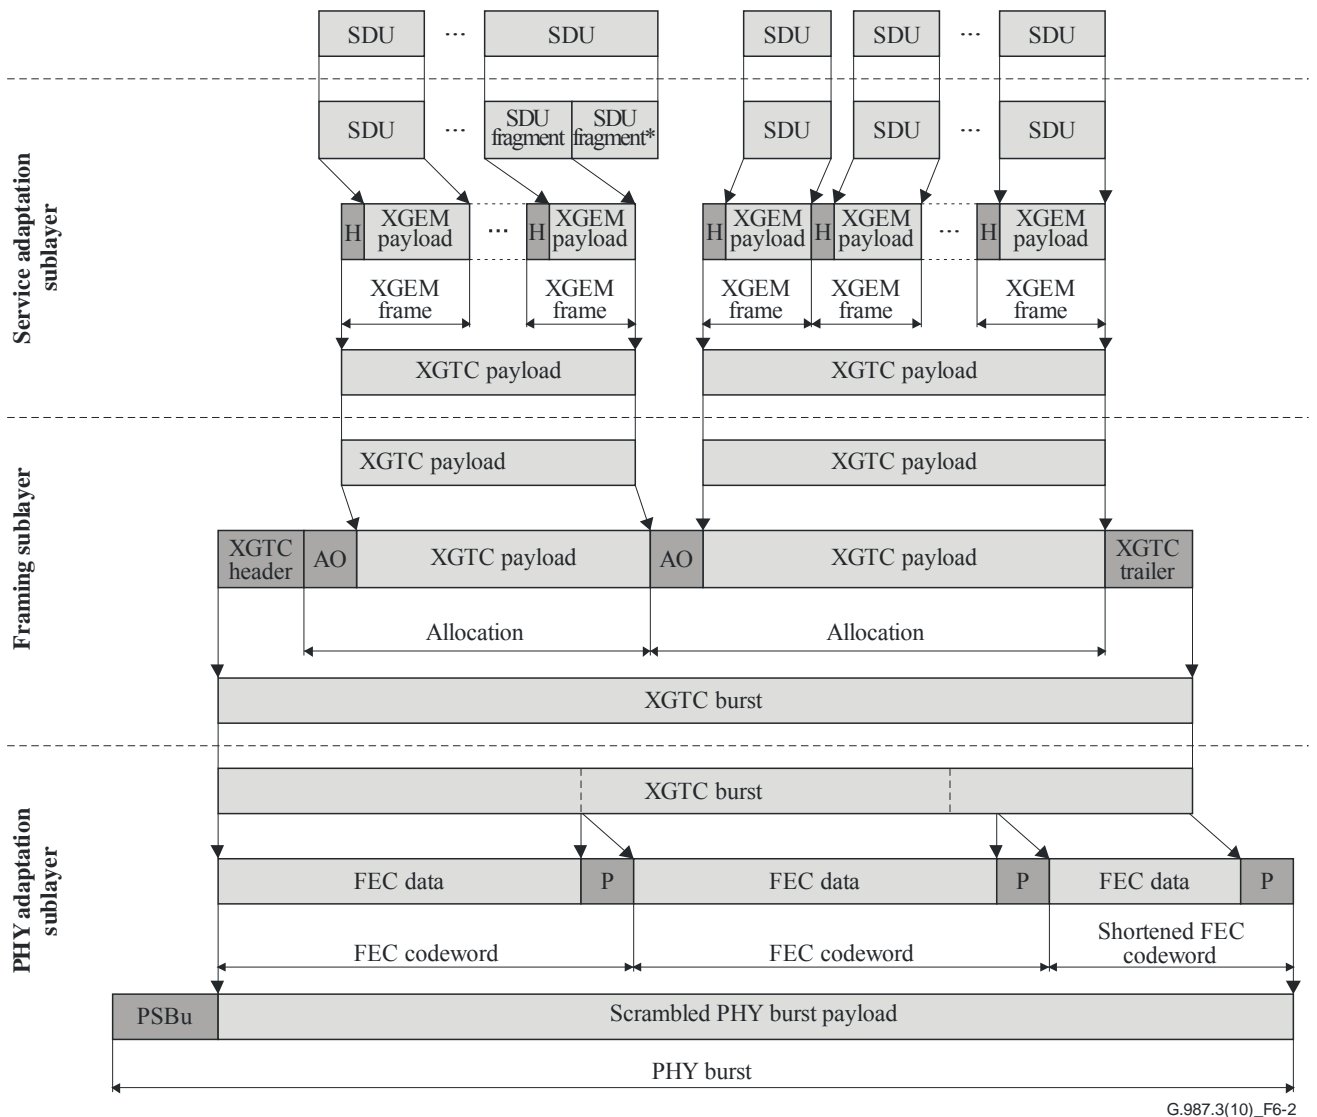 SDU ... SDU SDU SDU ... SDU
SDU ... SDU fragment SDU fragment* SDU SDU ... SDU
Service adaptation sublayer
H XGEM payload ... H XGEM payload H XGEM payload H XGEM payload ... H XGEM payload
XGEM frame XGEM frame XGEM frame XGEM frame XGEM frame
XGTC payload XGTC payload
Framing sublayer
XGTC payload XGTC payload
XGTC header AO XGTC payload AO XGTC payload XGTC trailer
Allocation Allocation
XGTC burst
PHY adaptation sublayer
XGTC burst
FEC data P FEC data P FEC data P
FEC codeword FEC codeword Shortened FEC codeword
PSBu Scrambled PHY burst payload
PHY burst
G.987.3(10)_F6-2